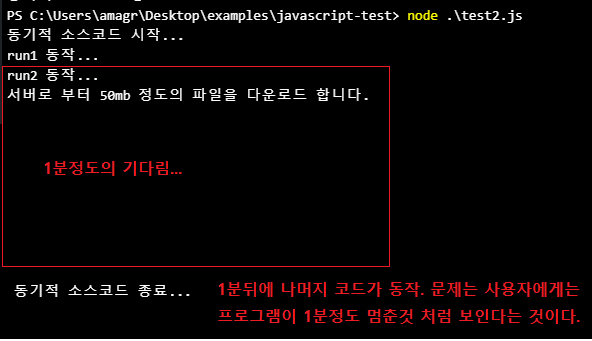 PS C:\Users\amagr\Desktop\examples\javascript-test> node .\test2.js
동기적 소스코드 시작...
run1 동작...
run2 동작...
서버로 부터 50mb 정도의 파일을 다운로드 합니다.
1분정도의 기다림...
동기적 소스코드 종료...
1분뒤에 나머지 코드가 동작. 문제는 사용자에게는
프로그램이 1분정도 멈춘것 처럼 보인다는 것이다.